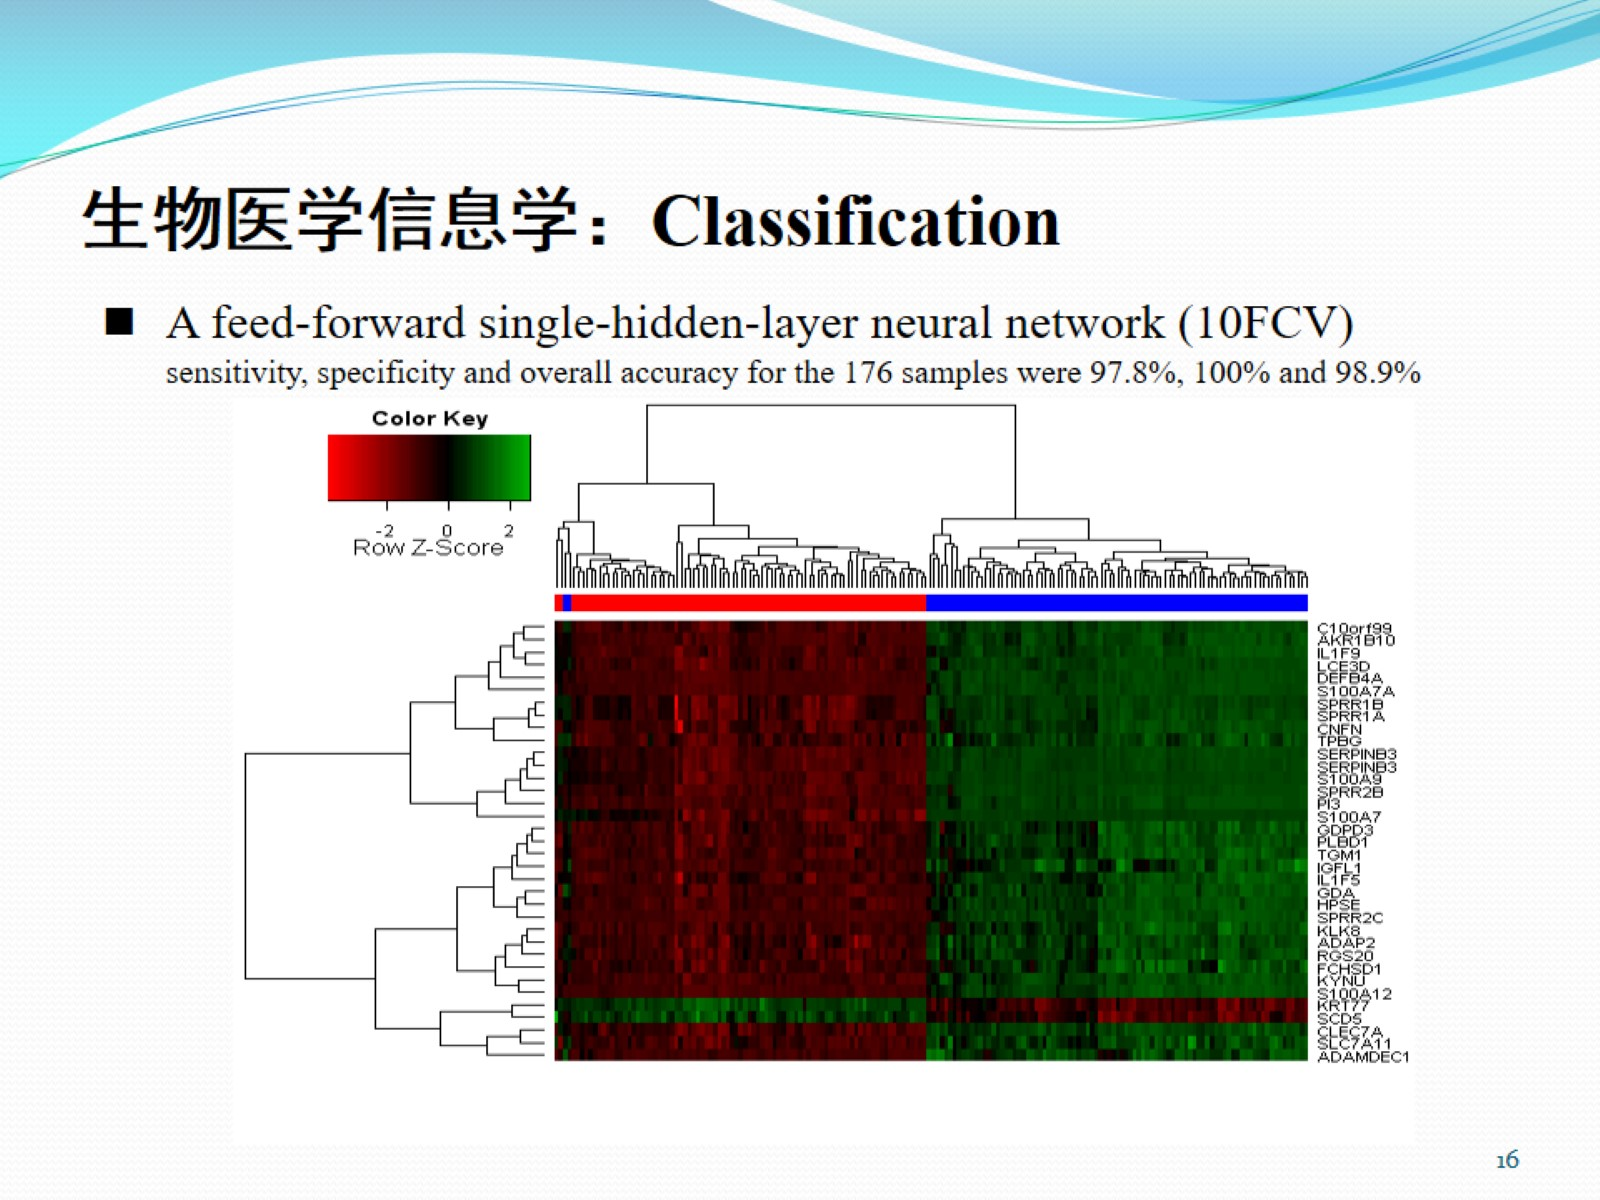 生物医学信息学：Classification
■ A feed-forward single-hidden-layer neural network (10FCV)
sensitivity, specificity and overall accuracy for the 176 samples were 97.8%, 100% and 98.9%
Color Key
-2 0 2
Row Z-Score
C10orf99
AKR1B10
IL1F9
LCE3D
DEFB4A
S100A7A
SPRR1B
SPRR1A
CNFN
TPBG
SERPINB3
SERPINB3
S100A9
SPRR2B
PI3
S100A7
GDPD3
PLBD1
TGM1
IGFL1
IL1F5
GDA
HPSE
SPRR2C
KLK8
ADAP2
RGS20
FCHSD1
KYNU
S100A12
KRT77
SCD5
CLEC7A
SLC7A11
ADAMDEC1
16